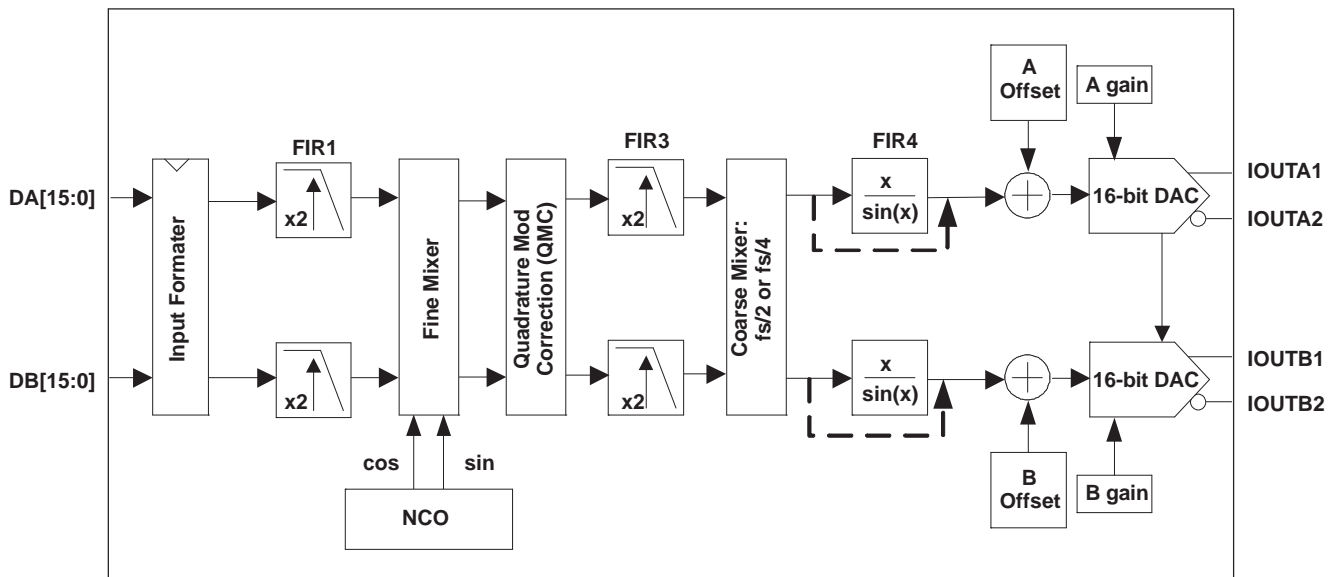 A
Offset
A gain
FIR1
FIR3
FIR4
DA[15:0]
Input Formater
x2
Fine Mixer
Quadrature Mod
Correction (QMC)
x2
Coarse Mixer:
fs/2 or fs/4
x
sin(x)
16-bit DAC
IOUTA1
IOUTA2
DB[15:0]
x2
x2
x
sin(x)
16-bit DAC
IOUTB1
IOUTB2
cos
sin
NCO
B
Offset
B gain